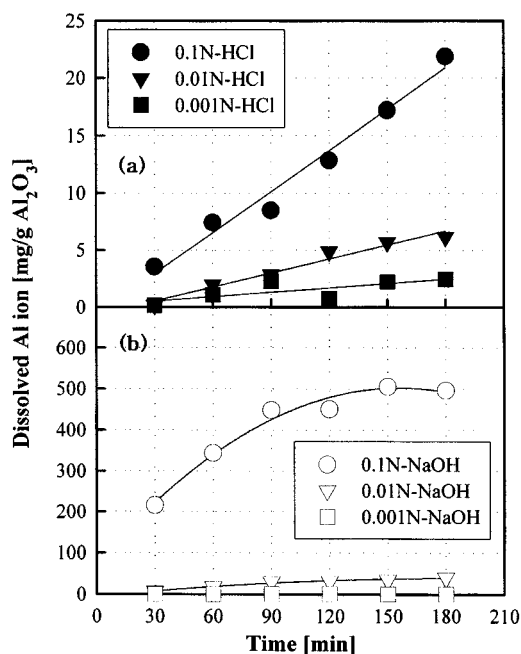 25
20
15
10
5
0
0.1N-HCl
0.01N-HCl
0.001N-HCl
(a)
Dissolved Al ion [mg/g Al₂O₃]
600
500
400
300
200
100
0
(b)
0.1N-NaOH
0.01N-NaOH
0.001N-NaOH
0 30 60 90 120 150 180 210
Time [min]